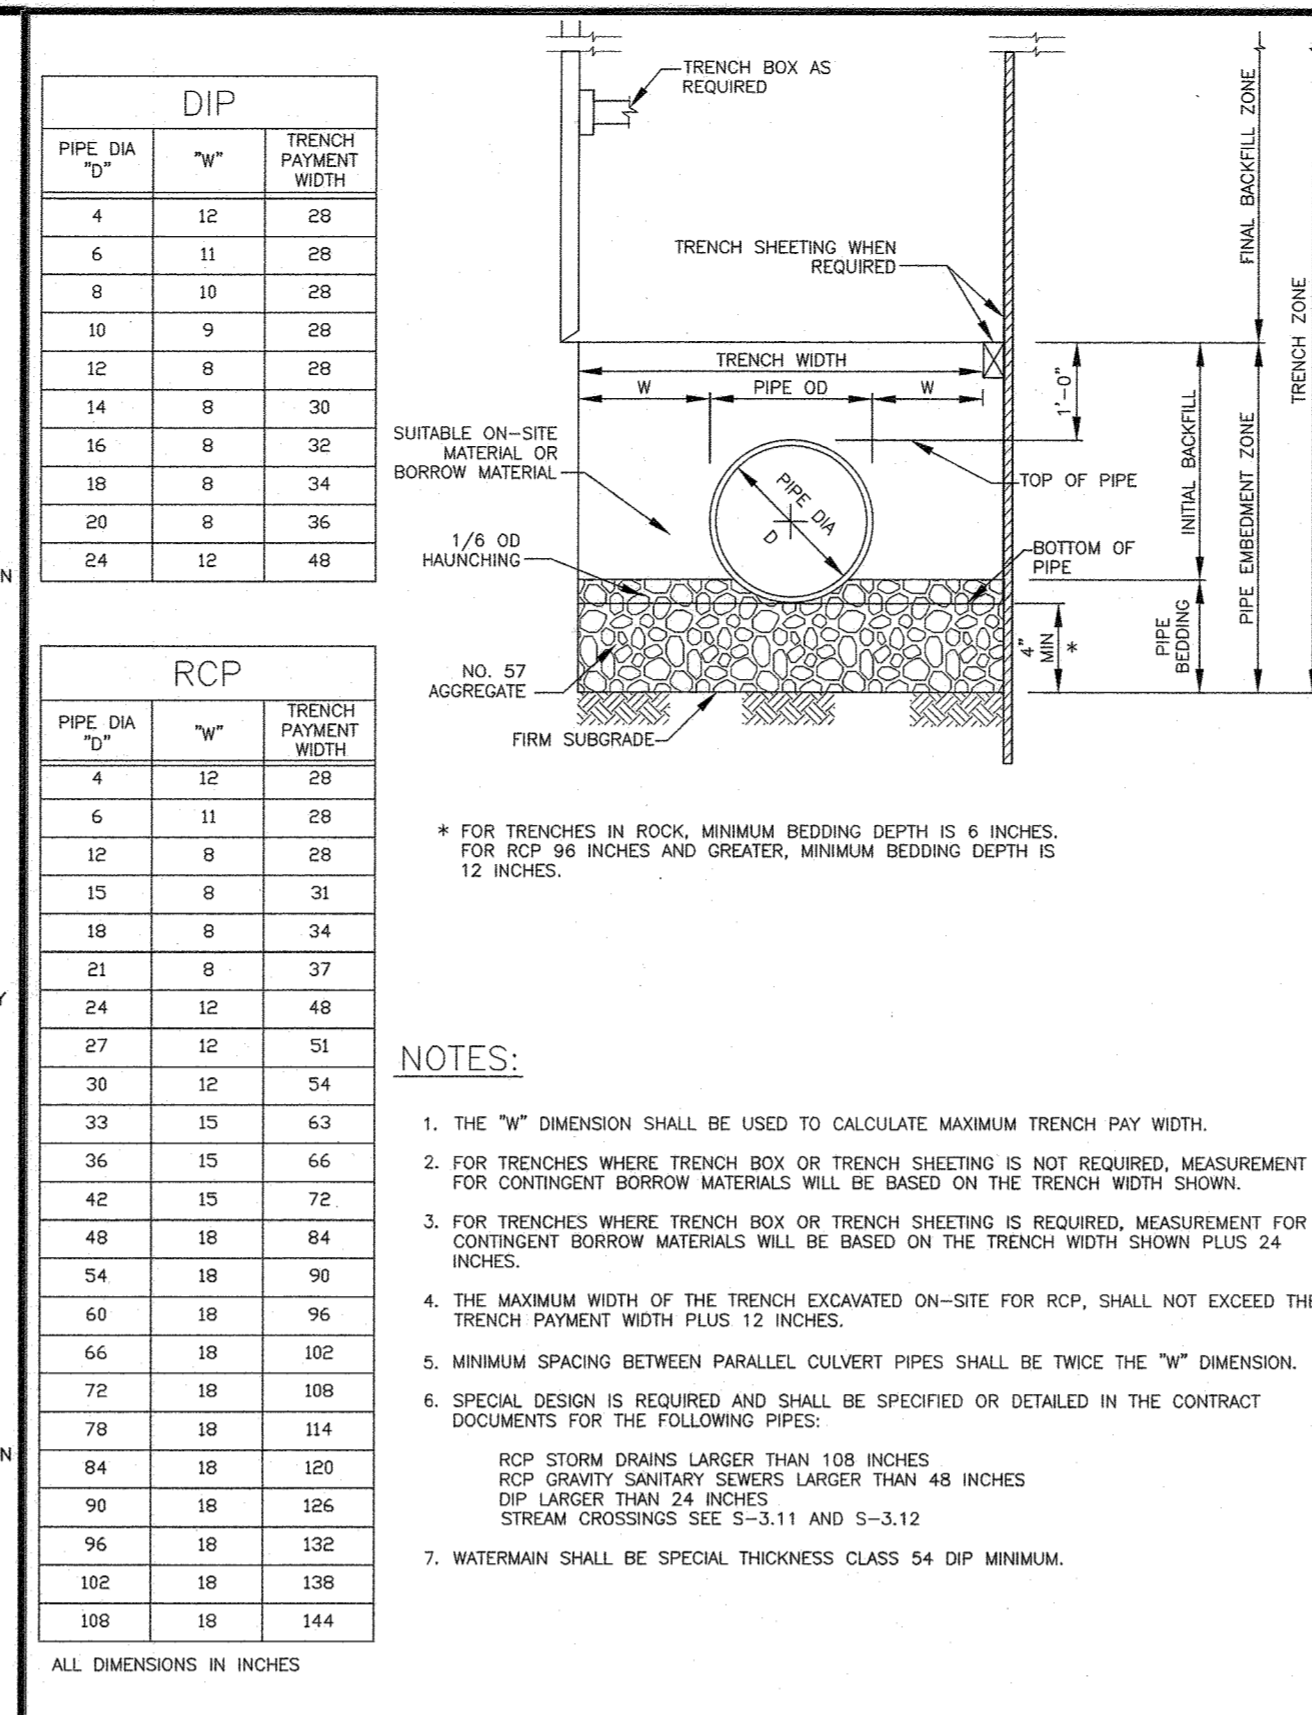 DIP
PIPE DIA "D" "W" TRENCH PAYMENT WIDTH
4 12 28
6 11 28
8 10 28
10 9 28
12 8 28
14 8 30
16 8 32
18 8 34
20 8 36
24 12 48
RCP
PIPE DIA "D" "W" TRENCH PAYMENT WIDTH
4 12 28
6 11 28
12 8 28
15 8 31
18 8 34
21 8 37
24 12 48
27 12 51
30 12 54
33 15 63
36 15 66
42 15 72
48 18 84
54 18 90
60 18 96
66 18 102
72 18 108
78 18 114
84 18 120
90 18 126
96 18 132
102 18 138
108 18 144
ALL DIMENSIONS IN INCHES
N
Y
N
TRENCH BOX AS
REQUIRED
TRENCH SHEETING WHEN
REQUIRED
TRENCH WIDTH
W PIPE OD W
SUITABLE ON-SITE
MATERIAL OR
BORROW MATERIAL
PIPE DIA
D
1/6 OD
HAUNCHING
NO. 57
AGGREGATE
FIRM SUBGRADE
TOP OF PIPE
BOTTOM OF
PIPE
1'-0"
4"
MIN
*
INITIAL BACKFILL
PIPE
BEDDING
FINAL BACKFILL ZONE
PIPE EMBEDMENT ZONE
TRENCH ZONE
* FOR TRENCHES IN ROCK, MINIMUM BEDDING DEPTH IS 6 INCHES.
FOR RCP 96 INCHES AND GREATER, MINIMUM BEDDING DEPTH IS
12 INCHES.
NOTES:
1. THE "W" DIMENSION SHALL BE USED TO CALCULATE MAXIMUM TRENCH PAY WIDTH.
2. FOR TRENCHES WHERE TRENCH BOX OR TRENCH SHEETING IS NOT REQUIRED, MEASUREMENT
FOR CONTINGENT BORROW MATERIALS WILL BE BASED ON THE TRENCH WIDTH SHOWN.
3. FOR TRENCHES WHERE TRENCH BOX OR TRENCH SHEETING IS REQUIRED, MEASUREMENT FOR
CONTINGENT BORROW MATERIALS WILL BE BASED ON THE TRENCH WIDTH SHOWN PLUS 24
INCHES.
4. THE MAXIMUM WIDTH OF THE TRENCH EXCAVATED ON-SITE FOR RCP, SHALL NOT EXCEED THE
TRENCH PAYMENT WIDTH PLUS 12 INCHES.
5. MINIMUM SPACING BETWEEN PARALLEL CULVERT PIPES SHALL BE TWICE THE "W" DIMENSION.
6. SPECIAL DESIGN IS REQUIRED AND SHALL BE SPECIFIED OR DETAILED IN THE CONTRACT
DOCUMENTS FOR THE FOLLOWING PIPES:
RCP STORM DRAINS LARGER THAN 108 INCHES
RCP GRAVITY SANITARY SEWERS LARGER THAN 48 INCHES
DIP LARGER THAN 24 INCHES
STREAM CROSSINGS SEE S-3.11 AND S-3.12
7. WATERMAIN SHALL BE SPECIAL THICKNESS CLASS 54 DIP MINIMUM.